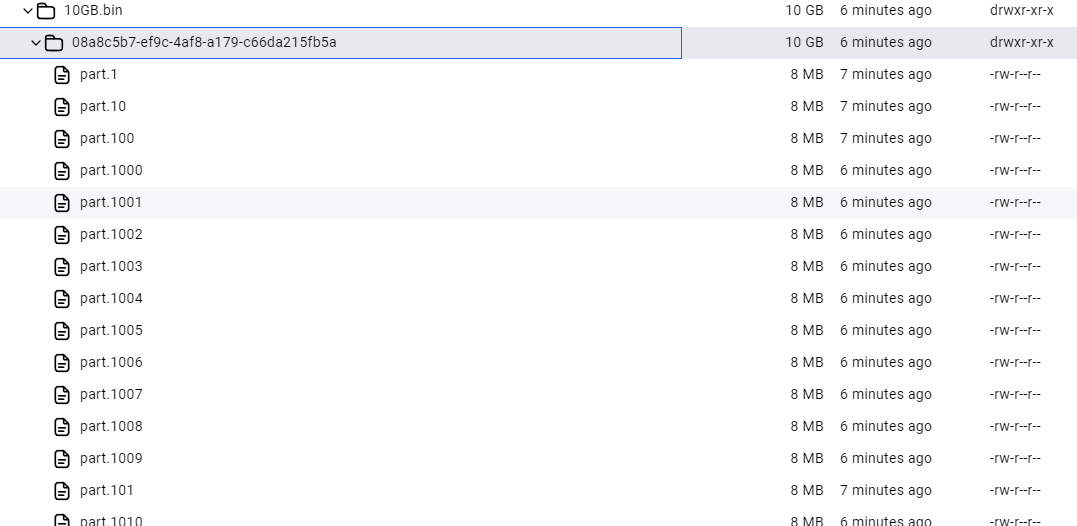 10GB.bin 10 GB 6 minutes ago drwxr-xr-x
08a8c5b7-ef9c-4af8-a179-c66da215fb5a 10 GB 6 minutes ago drwxr-xr-x
part.1 8 MB 7 minutes ago -rw-r--r--
part.10 8 MB 7 minutes ago -rw-r--r--
part.100 8 MB 7 minutes ago -rw-r--r--
part.1000 8 MB 6 minutes ago -rw-r--r--
part.1001 8 MB 6 minutes ago -rw-r--r--
part.1002 8 MB 6 minutes ago -rw-r--r--
part.1003 8 MB 6 minutes ago -rw-r--r--
part.1004 8 MB 6 minutes ago -rw-r--r--
part.1005 8 MB 6 minutes ago -rw-r--r--
part.1006 8 MB 6 minutes ago -rw-r--r--
part.1007 8 MB 6 minutes ago -rw-r--r--
part.1008 8 MB 6 minutes ago -rw-r--r--
part.1009 8 MB 6 minutes ago -rw-r--r--
part.101 8 MB 7 minutes ago -rw-r--r--
part.1010 8 MB 6 minutes ago -rw-r--r--